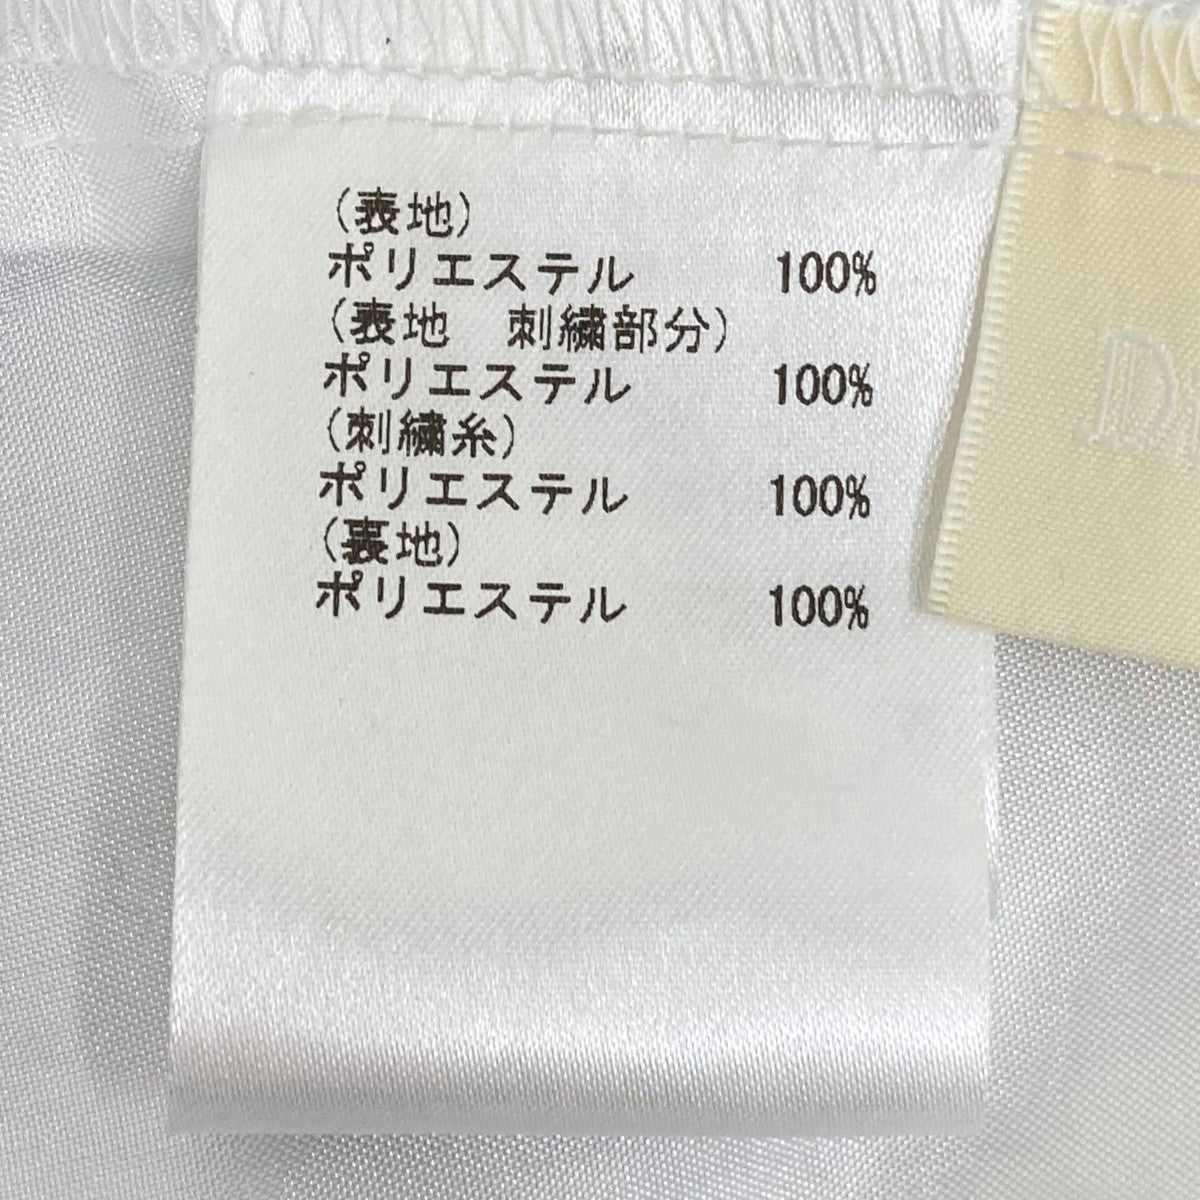 (表地)
ポリエステル 100%
(表地 刺繍部分)
ポリエステル 100%
(刺繍糸)
ポリエステル 100%
(裏地)
ポリエステル 100%